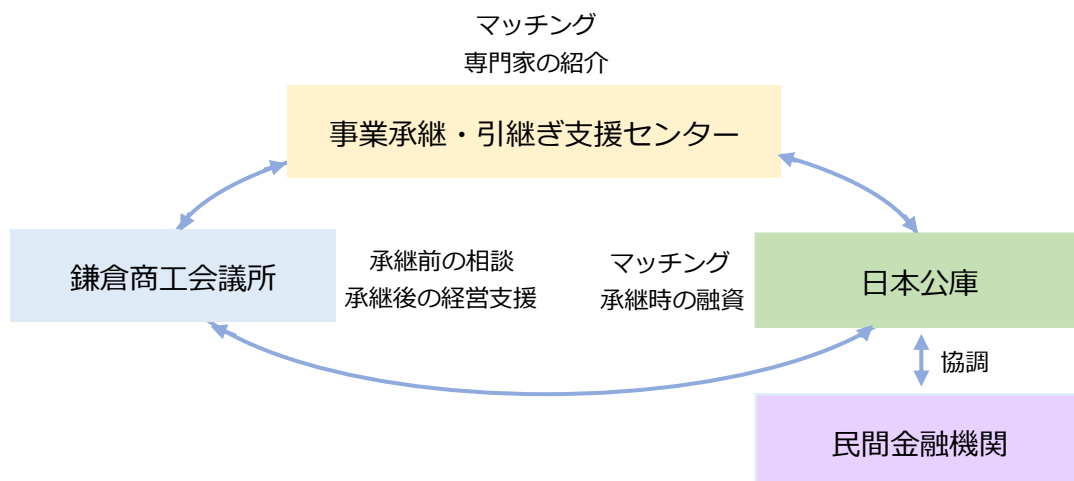 マッチング
専門家の紹介
事業承継・引継ぎ支援センター
鎌倉商工会議所
承継前の相談
承継後の経営支援
マッチング
承継時の融資
日本公庫
協調
民間金融機関